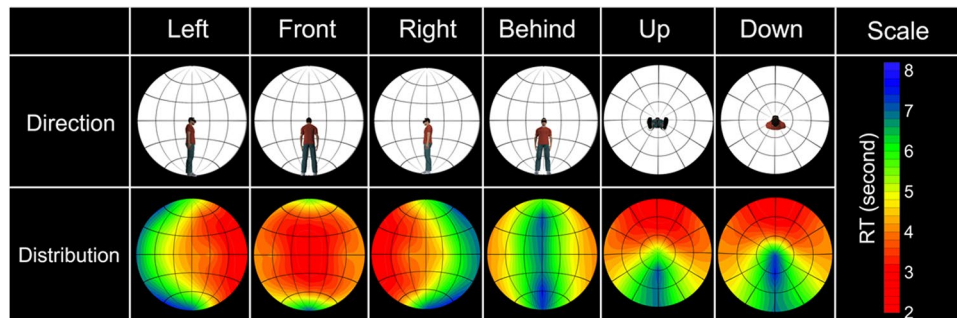 Left Front Right Behind Up Down Scale
Direction
Distribution
8
7
6
5
4
3
2
RT (second)